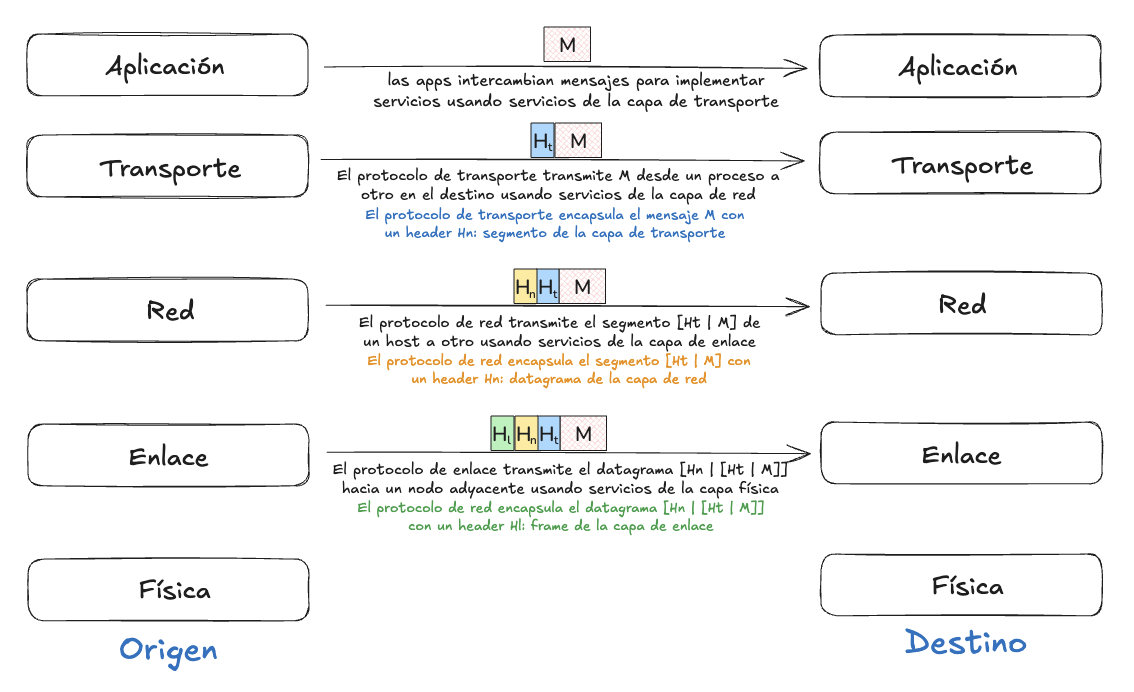 M
Aplicación
Aplicación
las apps intercambian mensajes para implementar
servicios usando servicios de la capa de transporte
Ht M
Transporte
Transporte
El protocolo de transporte transmite M desde un proceso a
otro en el destino usando servicios de la capa de red
El protocolo de transporte encapsula el mensaje M con
un header Hn: segmento de la capa de transporte
Hn Ht M
Red
Red
El protocolo de red transmite el segmento [Ht | M] de
un host a otro usando servicios de la capa de enlace
El protocolo de red encapsula el segmento [Ht | M] con
un header Hn: datagrama de la capa de red
Hl Hn Ht M
Enlace
Enlace
El protocolo de enlace transmite el datagrama [Hn | [Ht | M]]
hacia un nodo adyacente usando servicios de la capa física
El protocolo de red encapsula el datagrama [Hn | [Ht | M]]
con un header Hl: frame de la capa de enlace
Física
Física
Origen
Destino